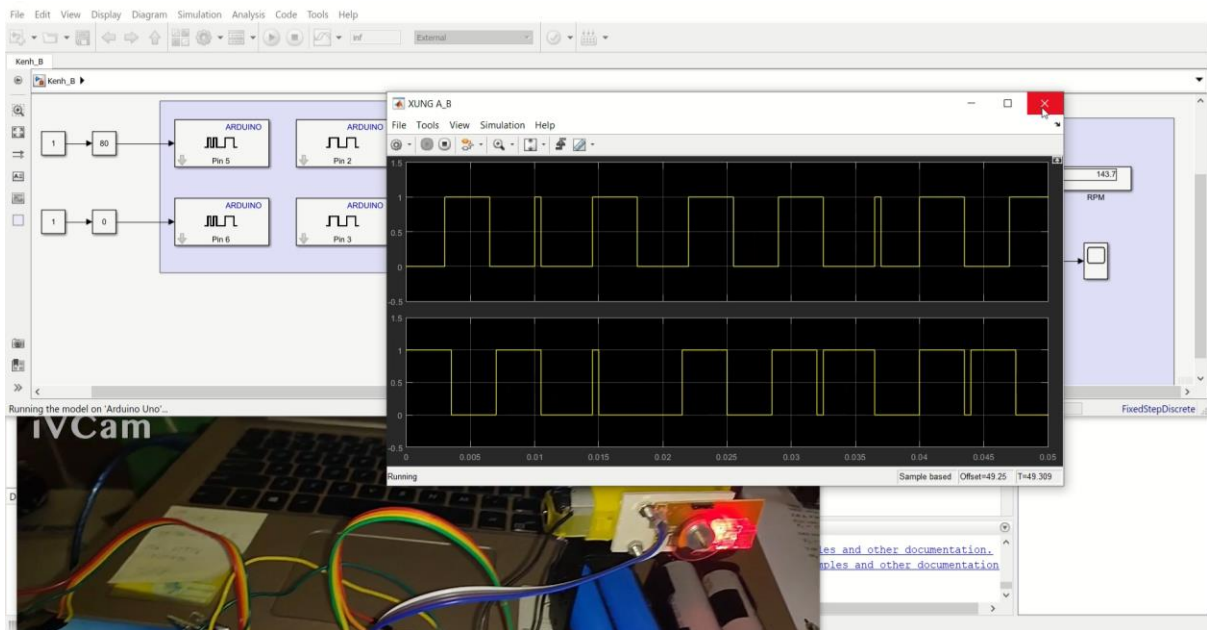 File Edit View Display Diagram Simulation Analysis Code Tools Help
inf
External
Kenh_B
Kenh_B
1
80
ARDUINO
Pin 5
ARDUINO
Pin 2
1
0
ARDUINO
Pin 6
ARDUINO
Pin 3
XUNG A_B
File Tools View Simulation Help
1.5
1
0.5
0
-0.5
1.5
1
0.5
0
-0.5
0 0.005 0.01 0.015 0.02 0.025 0.03 0.035 0.04 0.045 0.05
Running
Sample based Offset=49.25 T=49.309
143.7
RPM
Running the model on 'Arduino Uno'...
FixedStepDiscrete
iVCam
D
les and other documentation.
mples and other documentation